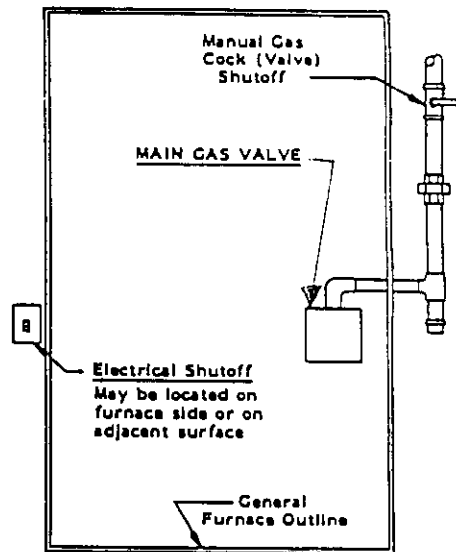 Manual Gas
Cock (Valve)
Shutoff
MAIN GAS VALVE
Electrical Shutoff
May be located on
furnace side or on
adjacent surface
General
Furnace Outline